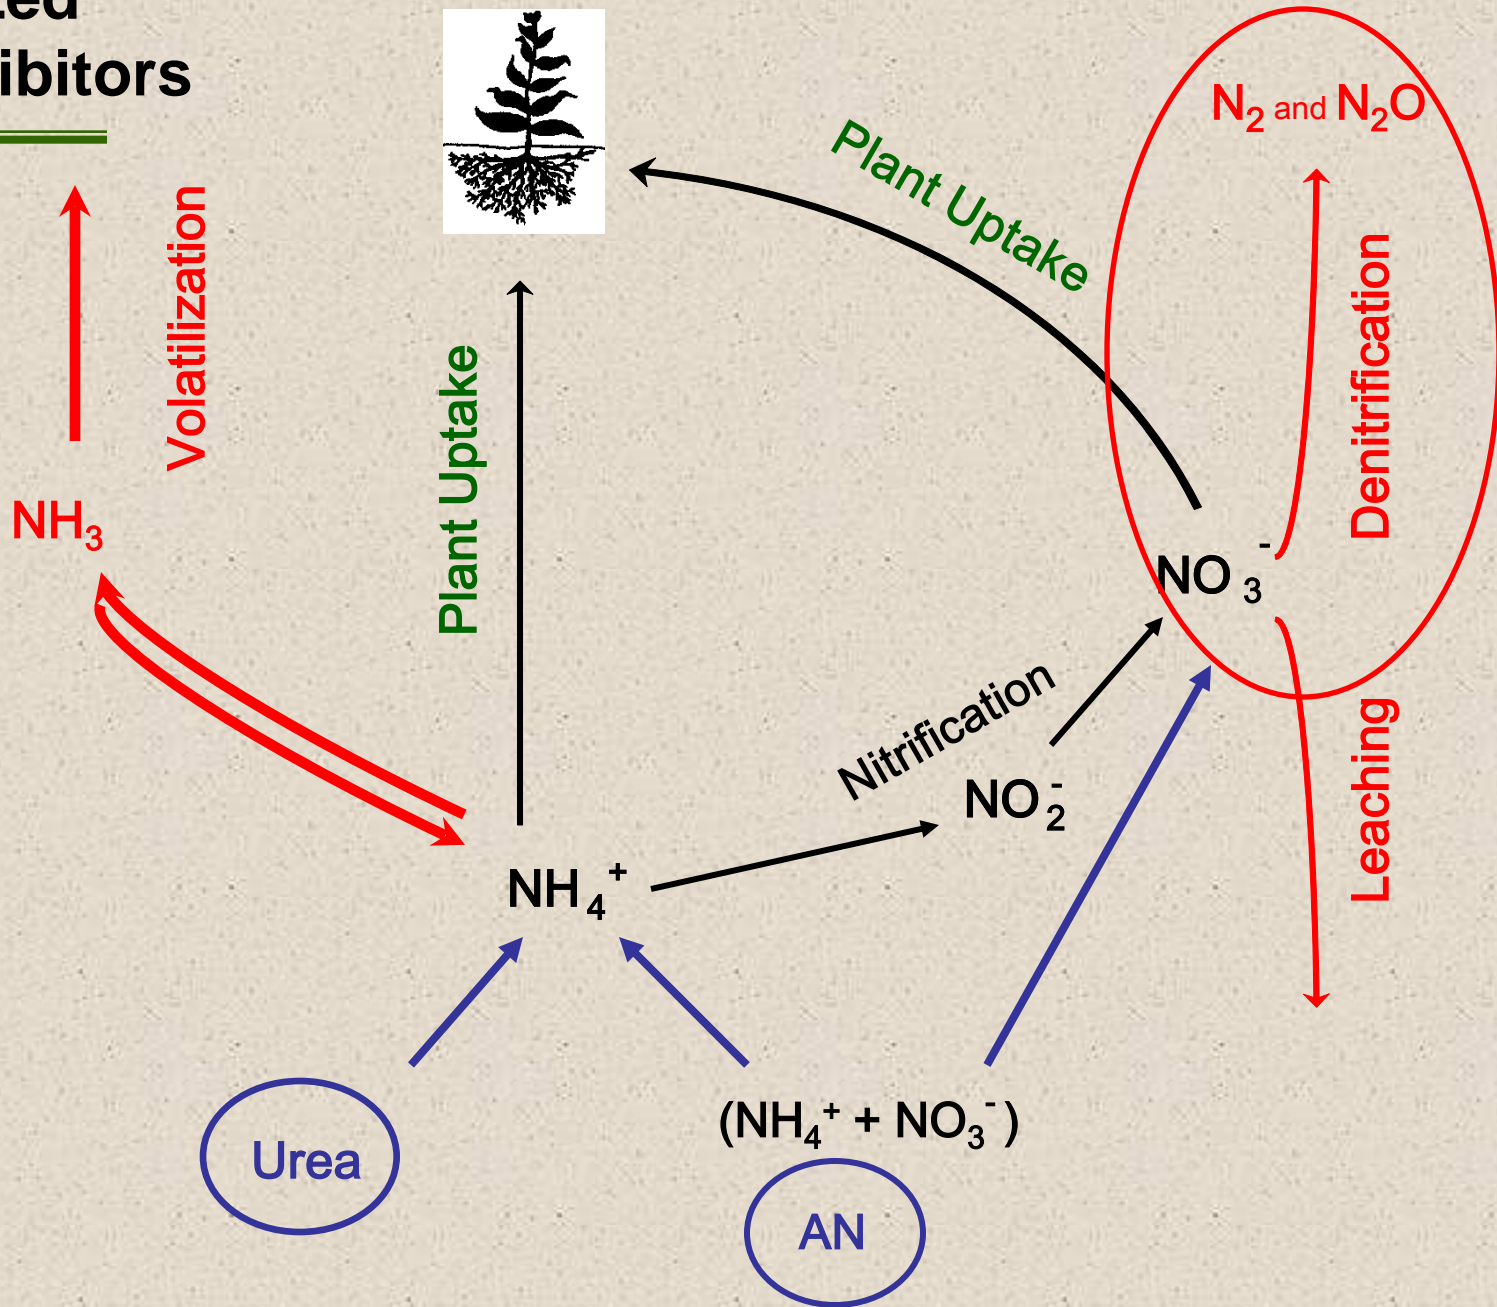 ibitors
N₂ and N₂O
Plant Uptake
Volatilization
Denitrification
Plant Uptake
NH₃
NO₃⁻
Nitrification
NO₂⁻
Leaching
NH₄⁺
(NH₄⁺ + NO₃⁻)
Urea
AN